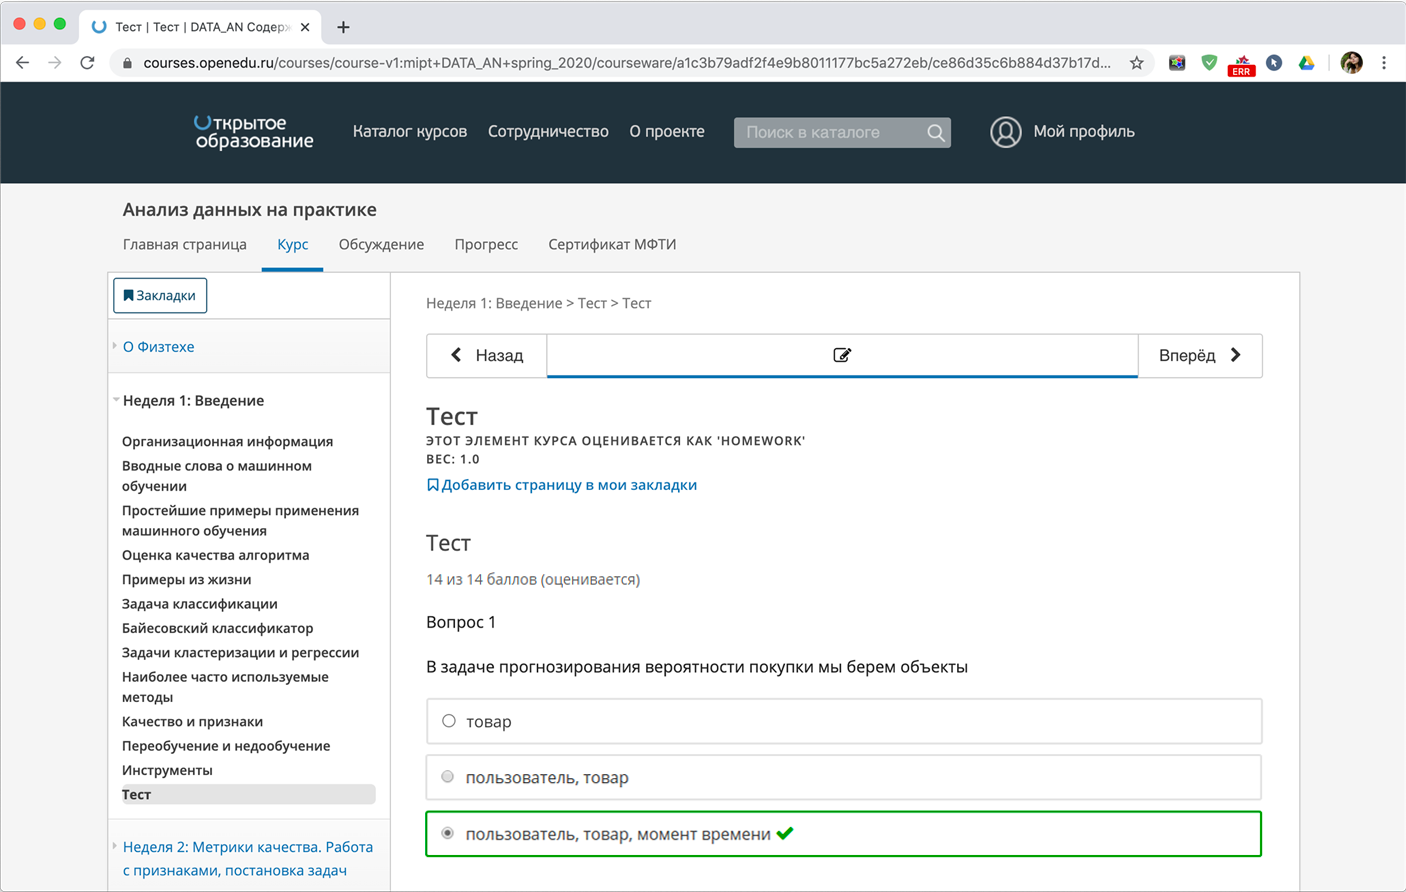 Тест | Тест | DATA_AN Содерж
courses.openedu.ru/courses/course-v1:mipt+DATA_AN+spring_2020/courseware/a1c3b79adf2f4e9b8011177bc5a272eb/ce86d35c6b884d37b17d...
ERR
Открытое
образование
Каталог курсов
Сотрудничество
О проекте
Поиск в каталоге
Мой профиль
Анализ данных на практике
Главная страница
Курс
Обсуждение
Прогресс
Сертификат МФТИ
Закладки
О Физтехе
Неделя 1: Введение
Организационная информация
Вводные слова о машинном
обучении
Простейшие примеры применения
машинного обучения
Оценка качества алгоритма
Примеры из жизни
Задача классификации
Байесовский классификатор
Задачи кластеризации и регрессии
Наиболее часто используемые
методы
Качество и признаки
Переобучение и недообучение
Инструменты
Тест
Неделя 2: Метрики качества. Работа
с признаками, постановка задач
Неделя 1: Введение > Тест > Тест
Назад
Вперёд
Тест
ЭТОТ ЭЛЕМЕНТ КУРСА ОЦЕНИВАЕТСЯ КАК 'HOMEWORK'
ВЕС: 1.0
Добавить страницу в мои закладки
Тест
14 из 14 баллов (оценивается)
Вопрос 1
В задаче прогнозирования вероятности покупки мы берем объекты
товар
пользователь, товар
пользователь, товар, момент времени